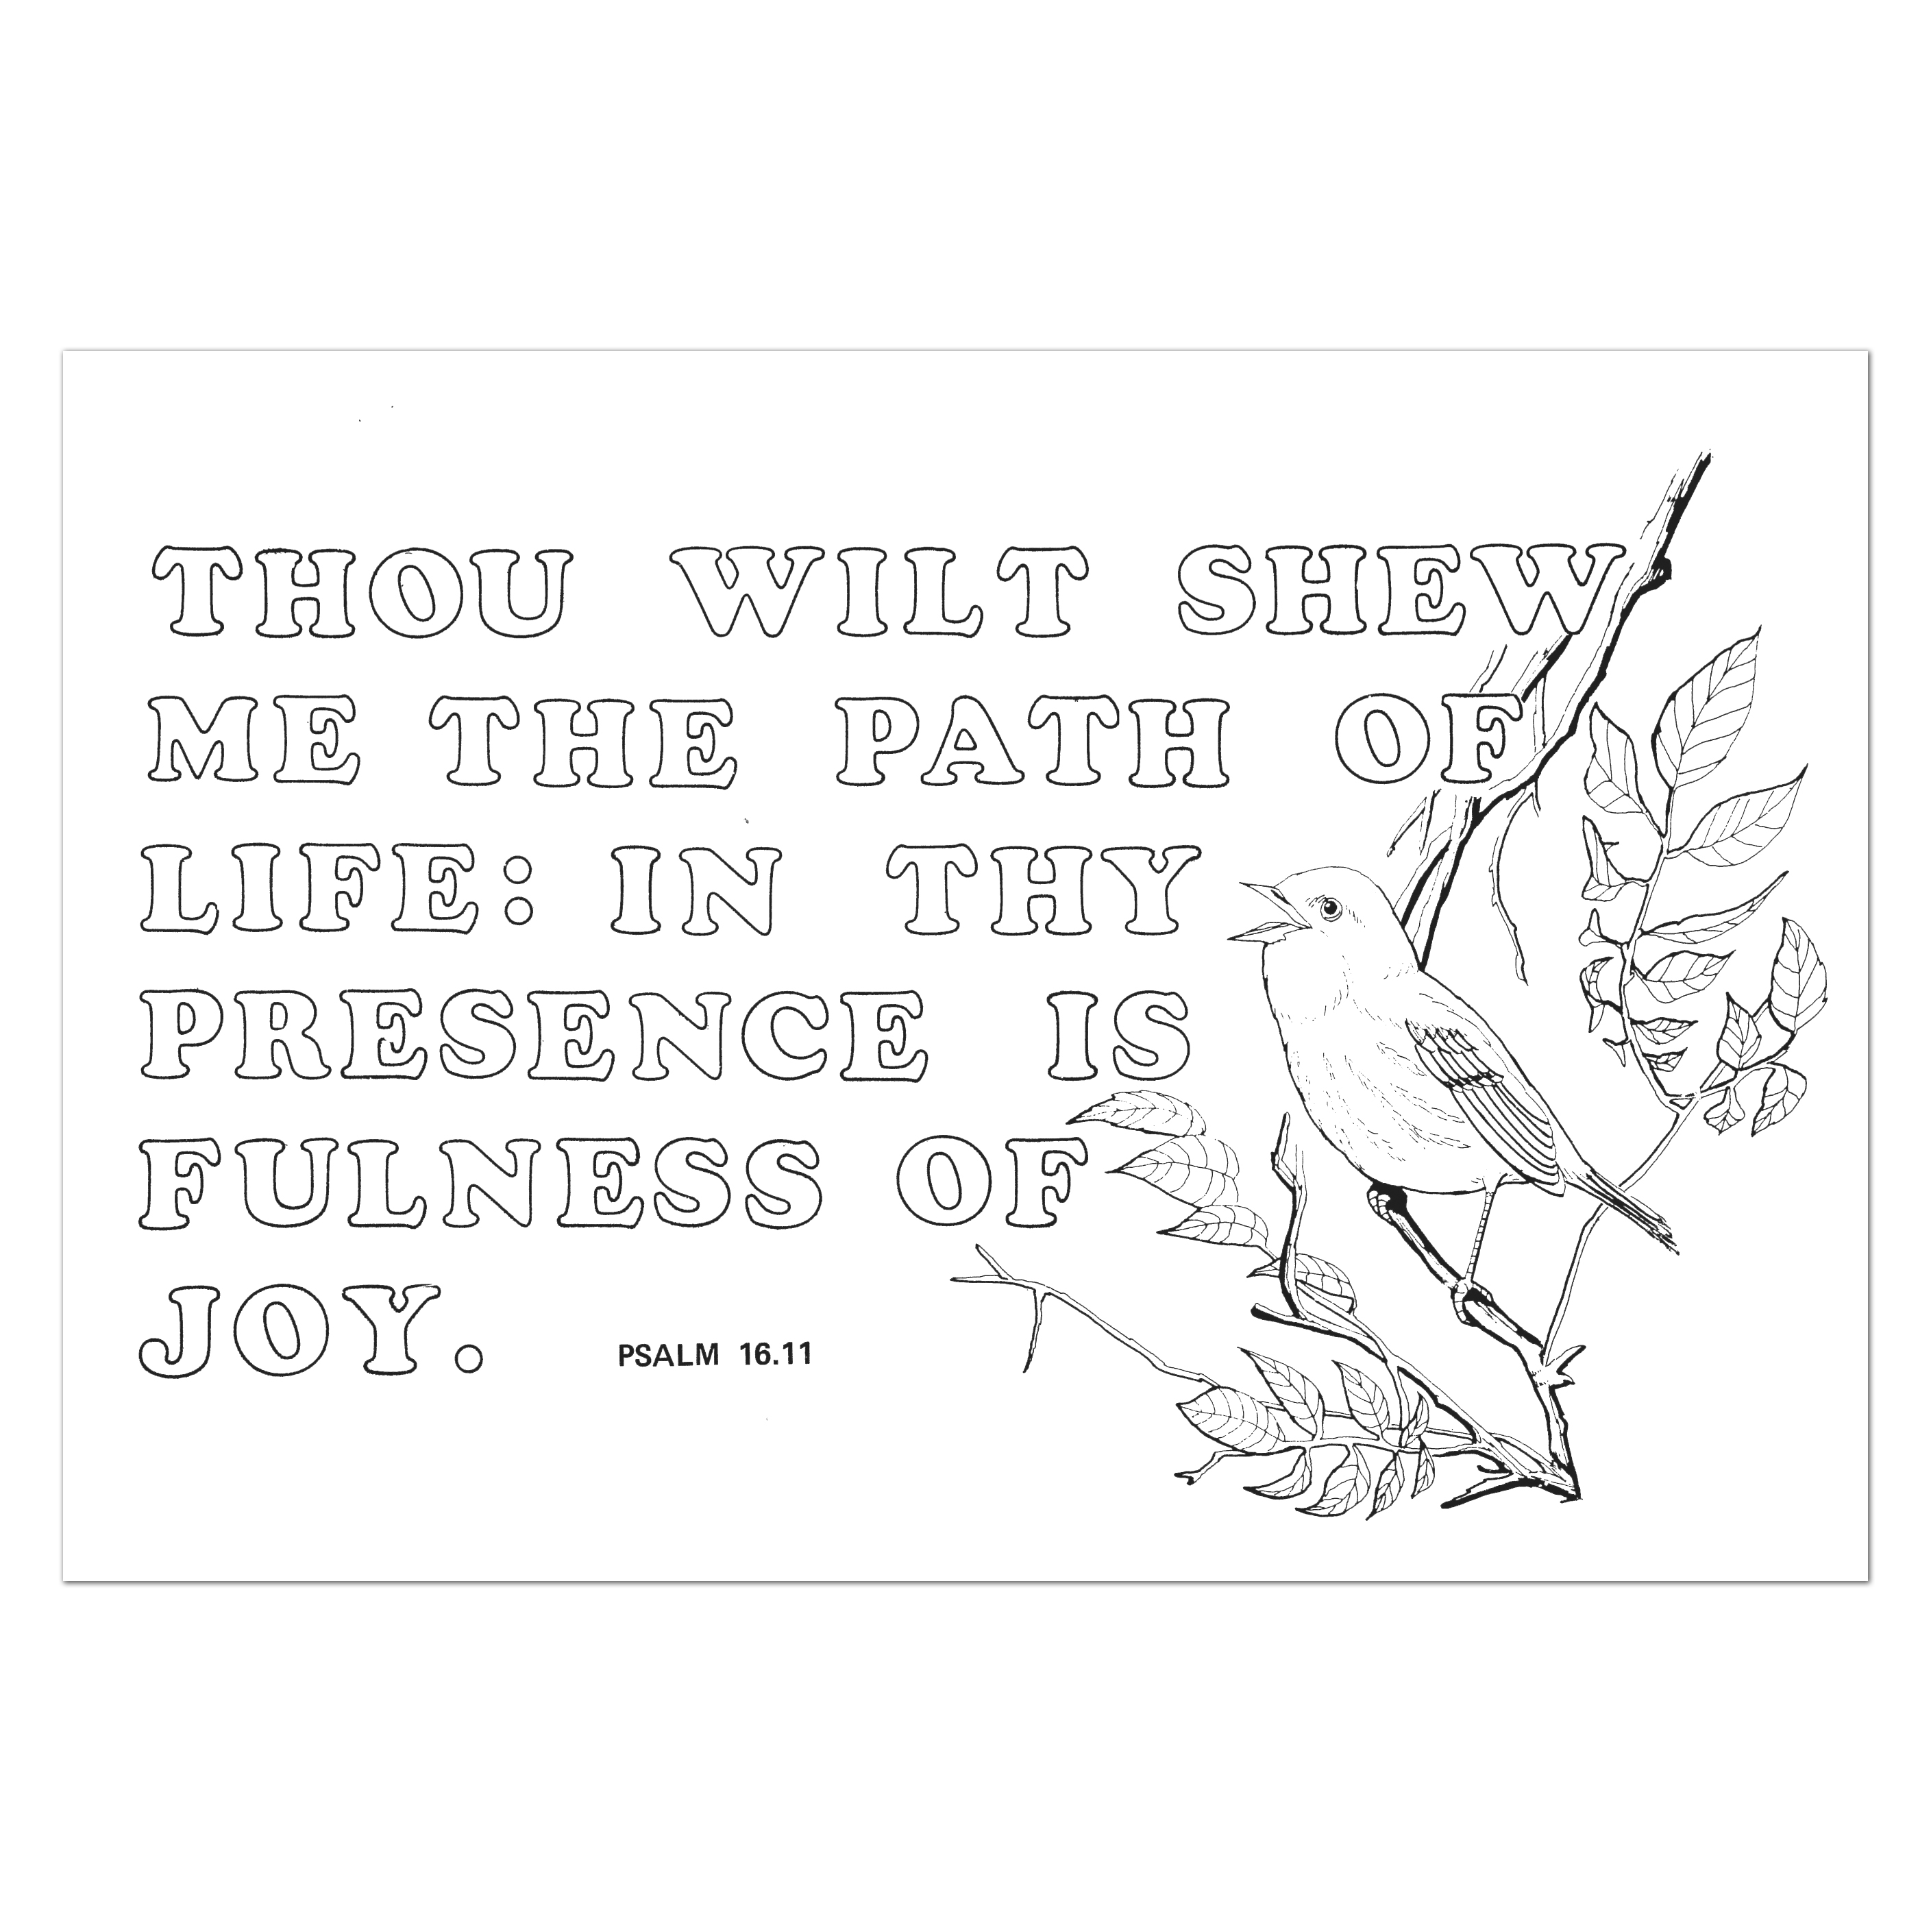 THOU WILT SHEW
ME THE PATH OF
LIFE: IN THY
PRESENCE IS
FULNESS OF
JOY.
PSALM 16.11